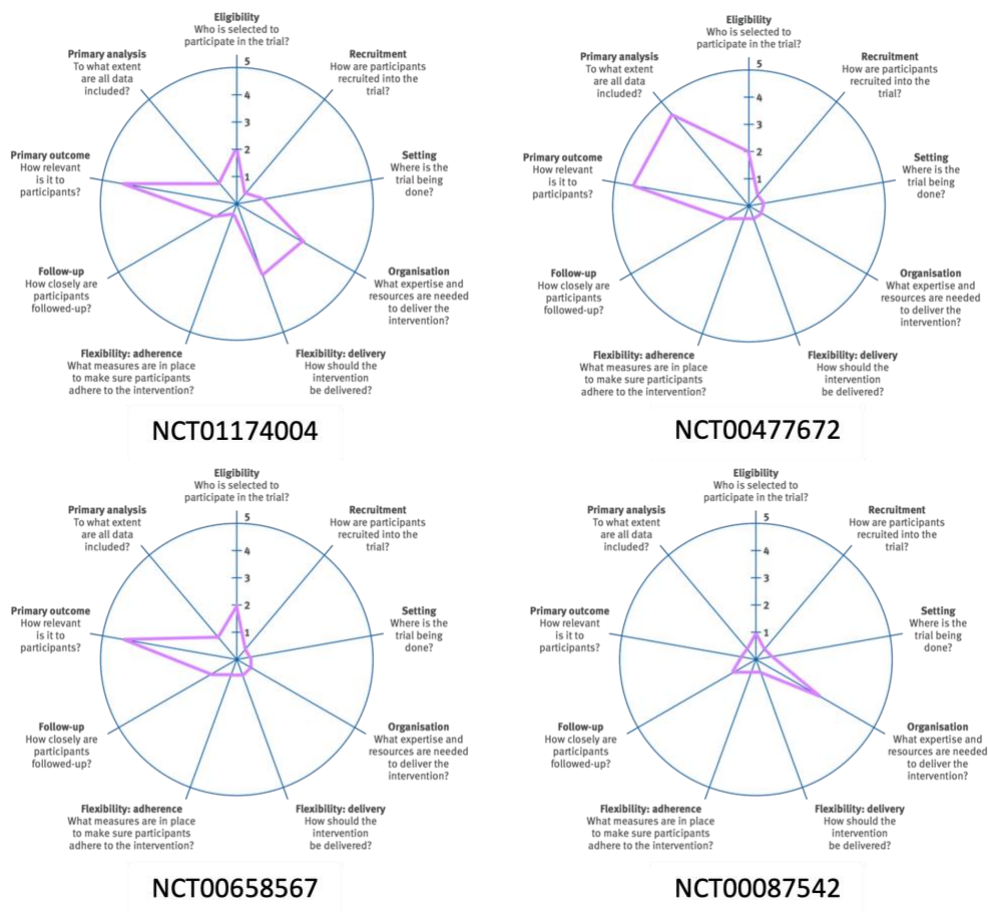 Eligibility
Who is selected to
participate in the trial?
Primary analysis
To what extent
are all data
included?
Recruitment
How are participants
recruited into the
trial?
5
4
3
2
1
Primary outcome
How relevant
is it to
participants?
Setting
Where is the
trial being
done?
Follow-up
How closely are
participants
followed-up?
Organisation
What expertise and
resources are needed
to deliver the
intervention?
Flexibility: adherence
What measures are in place
to make sure participants
adhere to the intervention?
Flexibility: delivery
How should the
intervention
be delivered?
NCT01174004
Eligibility
Who is selected to
participate in the trial?
Primary analysis
To what extent
are all data
included?
Recruitment
How are participants
recruited into the
trial?
5
4
3
2
1
Primary outcome
How relevant
is it to
participants?
Setting
Where is the
trial being
done?
Follow-up
How closely are
participants
followed-up?
Organisation
What expertise and
resources are needed
to deliver the
intervention?
Flexibility: adherence
What measures are in place
to make sure participants
adhere to the intervention?
Flexibility: delivery
How should the
intervention
be delivered?
NCT00477672
Eligibility
Who is selected to
participate in the trial?
Primary analysis
To what extent
are all data
included?
Recruitment
How are participants
recruited into the
trial?
5
4
3
2
1
Primary outcome
How relevant
is it to
participants?
Setting
Where is the
trial being
done?
Follow-up
How closely are
participants
followed-up?
Organisation
What expertise and
resources are needed
to deliver the
intervention?
Flexibility: adherence
What measures are in place
to make sure participants
adhere to the intervention?
Flexibility: delivery
How should the
intervention
be delivered?
NCT00658567
Eligibility
Who is selected to
participate in the trial?
Primary analysis
To what extent
are all data
included?
Recruitment
How are participants
recruited into the
trial?
5
4
3
2
1
Primary outcome
How relevant
is it to
participants?
Setting
Where is the
trial being
done?
Follow-up
How closely are
participants
followed-up?
Organisation
What expertise and
resources are needed
to deliver the
intervention?
Flexibility: adherence
What measures are in place
to make sure participants
adhere to the intervention?
Flexibility: delivery
How should the
intervention
be delivered?
NCT00087542